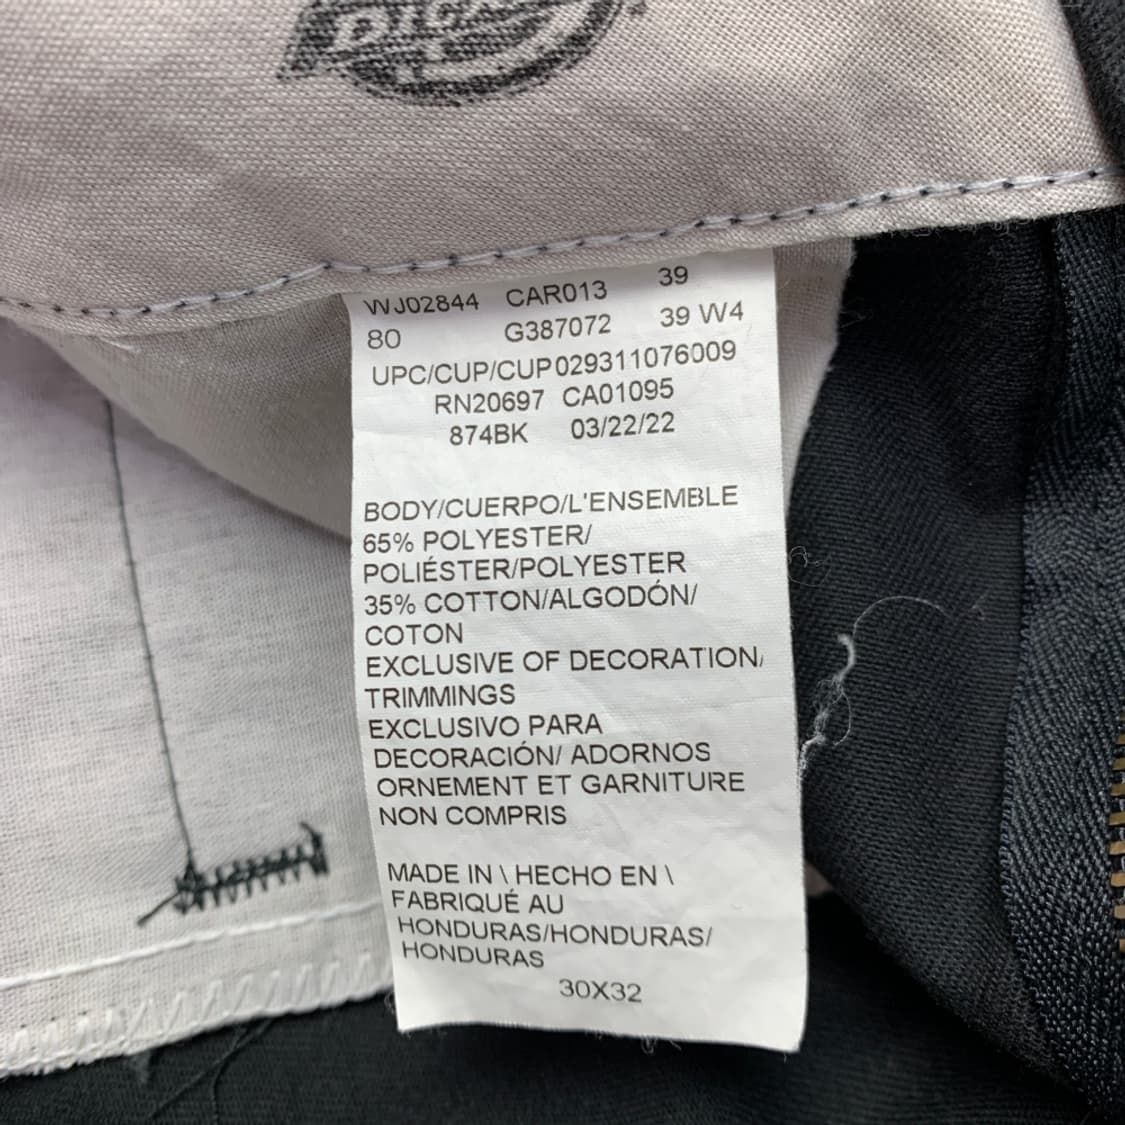 WJ02844 CAR013 39
80 G387072 39 W4
UPC/CUP/CUP029311076009
RN20697 CA01095
874BK 03/22/22
BODY/CUERPO/L'ENSEMBLE
65% POLYESTER/
POLIÉSTER/POLYESTER
35% COTTON/ALGODÓN/
COTON
EXCLUSIVE OF DECORATION/
TRIMMINGS
EXCLUSIVO PARA
DECORACIÓN/ ADORNOS
ORNEMENT ET GARNITURE
NON COMPRIS
MADE IN \ HECHO EN \
FABRIQUÉ AU
HONDURAS/HONDURAS/
HONDURAS
30X32